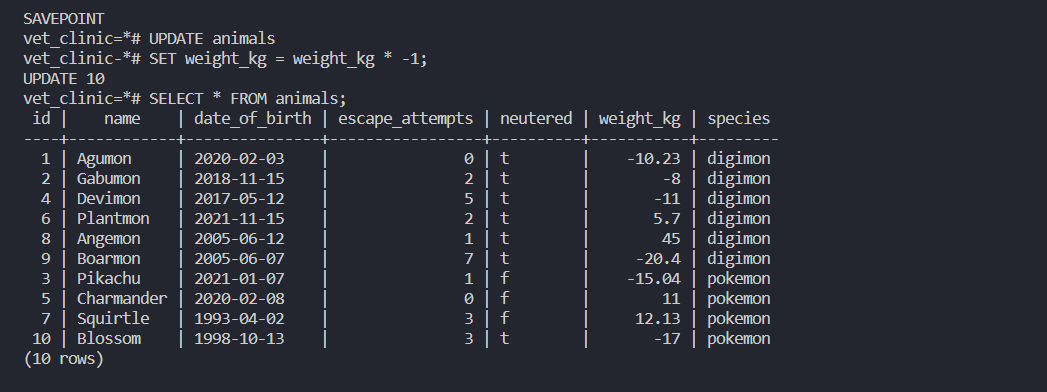 SAVEPOINT
vet_clinic=*# UPDATE animals
vet_clinic-*# SET weight_kg = weight_kg * -1;
UPDATE 10
vet_clinic=*# SELECT * FROM animals;
 id |    name    | date_of_birth | escape_attempts | neutered | weight_kg | species
----+------------+---------------+-----------------+----------+-----------+---------
  1 | Agumon     | 2020-02-03    |               0 | t        |    -10.23 | digimon
  2 | Gabumon    | 2018-11-15    |               2 | t        |        -8 | digimon
  4 | Devimon    | 2017-05-12    |               5 | t        |       -11 | digimon
  6 | Plantmon   | 2021-11-15    |               2 | t        |       5.7 | digimon
  8 | Angemon    | 2005-06-12    |               1 | t        |        45 | digimon
  9 | Boarmon    | 2005-06-07    |               7 | t        |     -20.4 | digimon
  3 | Pikachu    | 2021-01-07    |               1 | f        |    -15.04 | pokemon
  5 | Charmander | 2020-02-08    |               0 | f        |        11 | pokemon
  7 | Squirtle   | 1993-04-02    |               3 | f        |     12.13 | pokemon
 10 | Blossom    | 1998-10-13    |               3 | t        |       -17 | pokemon
(10 rows)